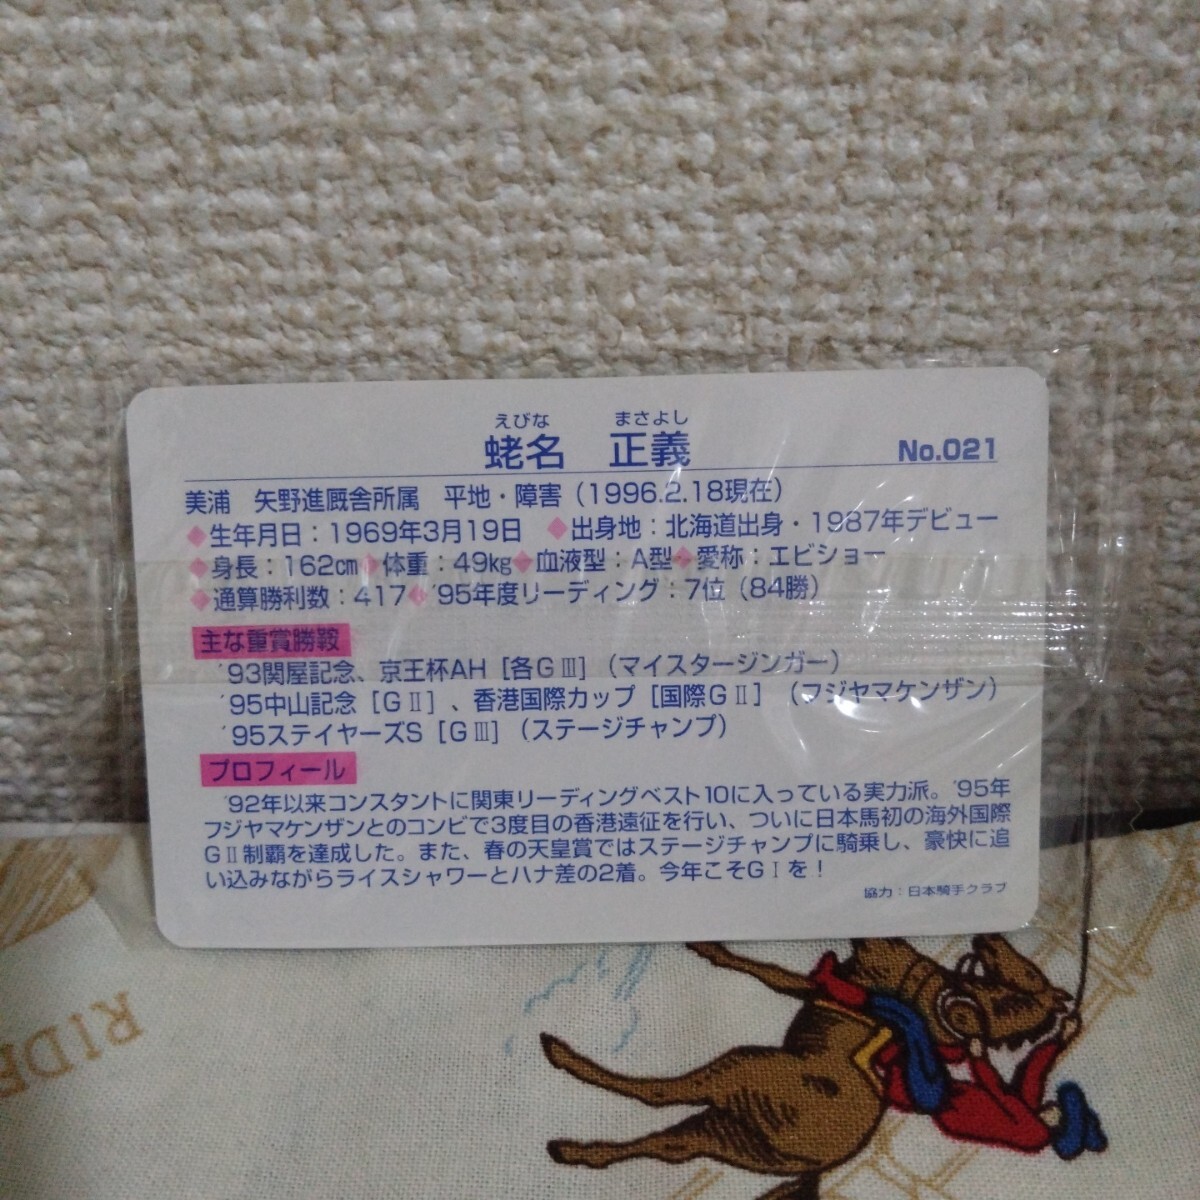 えびな　まさよし
蛯名　正義　No.021
美浦　矢野進厩舎所属　平地・障害（1996.2.18現在）
◆生年月日：1969年3月19日　◆出身地：北海道出身・1987年デビュー
◆身長：162cm◆体重：49kg◆血液型：A型◆愛称：エビショー
◆通算勝利数：417◆'95年度リーディング：7位（84勝）
主な重賞勝鞍
'93関屋記念、京王杯AH［各GⅢ］（マイスタージンガー）
'95中山記念［GⅡ］、香港国際カップ［国際GⅡ］（フジヤマケンザン）
'95ステイヤーズS［GⅢ］（ステージチャンプ）
プロフィール
'92年以来コンスタントに関東リーディングベスト10に入っている実力派。'95年
フジヤマケンザンとのコンビで3度目の香港遠征を行い、ついに日本馬初の海外国際
GⅡ制覇を達成した。また、春の天皇賞ではステージチャンプに騎乗し、豪快に追
い込みながらライスシャワーとハナ差の2着。今年こそGⅠを！
協力：日本騎手クラブ
RIDE